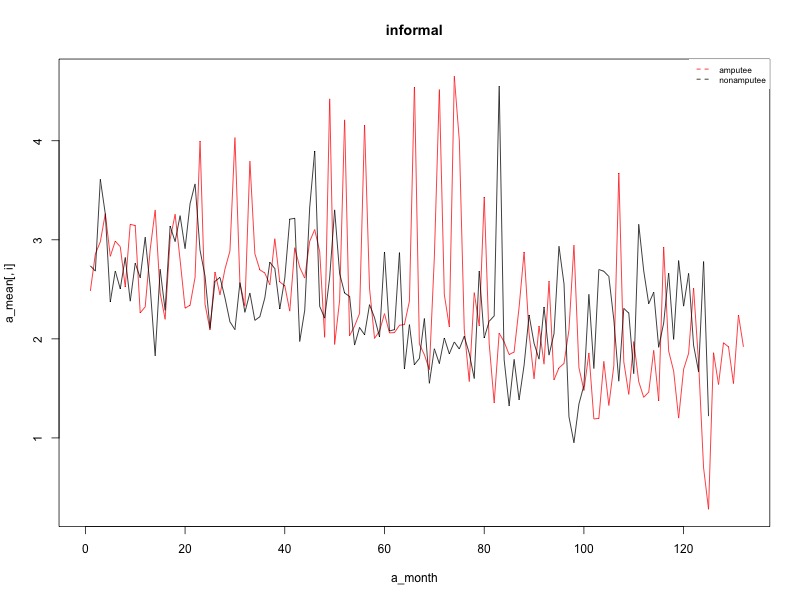 informal
amputee
nonamputee
a_mean[, i]
4
3
2
1
0 20 40 60 80 100 120
a_month